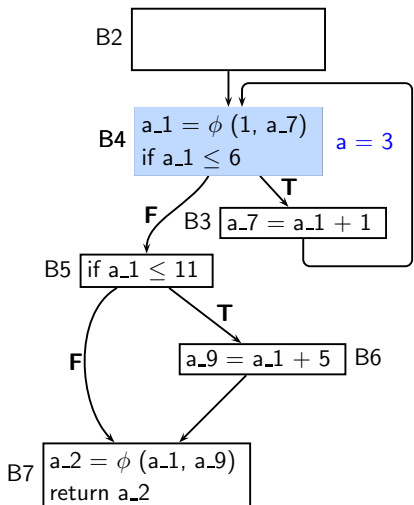 B2
B4
a_1 = ϕ (1, a_7)
if a_1 ≤ 6
a = 3
T
F
B3
a_7 = a_1 + 1
B5
if a_1 ≤ 11
T
F
a_9 = a_1 + 5
B6
B7
a_2 = ϕ (a_1, a_9)
return a_2